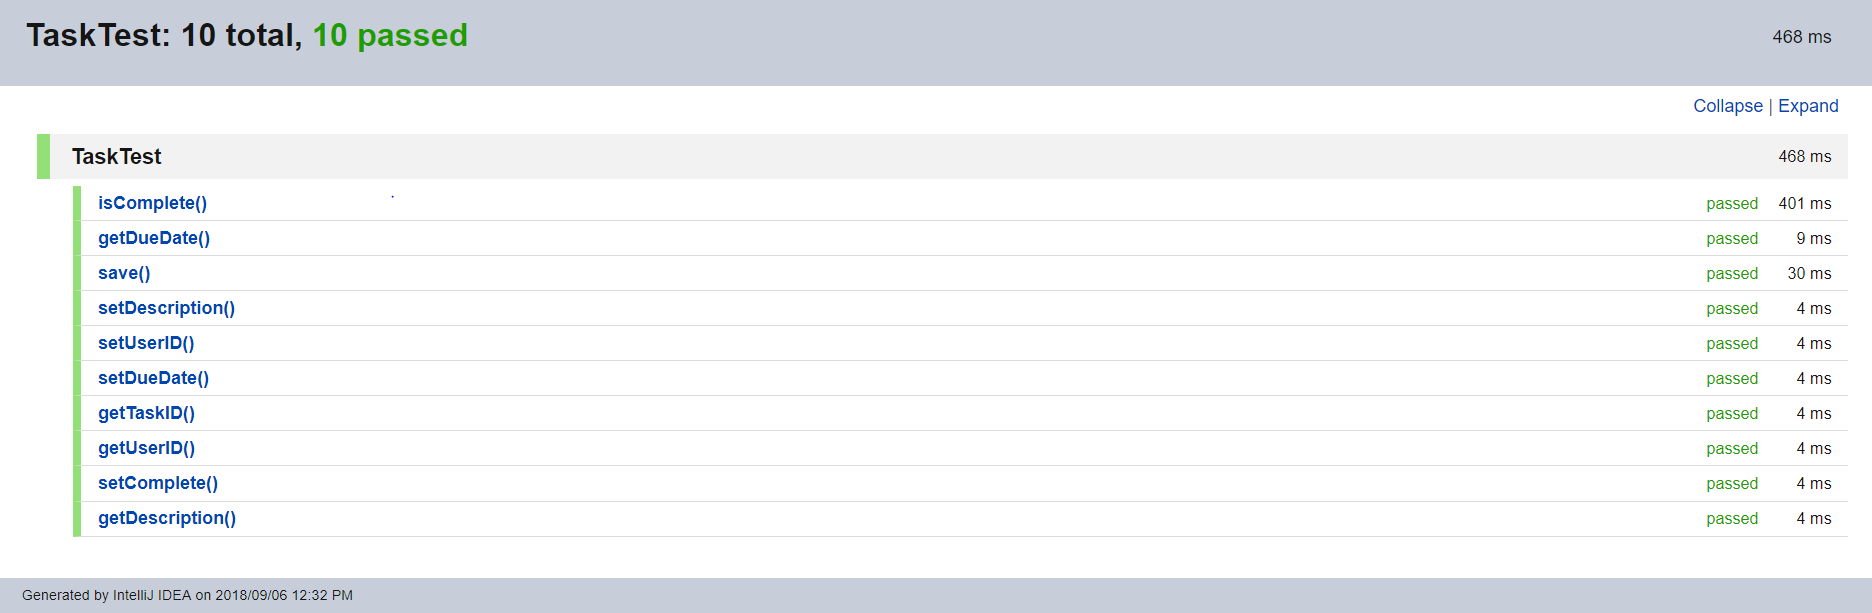 TaskTest: 10 total, 10 passed 468 ms
Collapse | Expand
TaskTest 468 ms
isComplete() passed 401 ms
getDueDate() passed 9 ms
save() passed 30 ms
setDescription() passed 4 ms
setUserID() passed 4 ms
setDueDate() passed 4 ms
getTaskID() passed 4 ms
getUserID() passed 4 ms
setComplete() passed 4 ms
getDescription() passed 4 ms
Generated by IntelliJ IDEA on 2018/09/06 12:32 PM